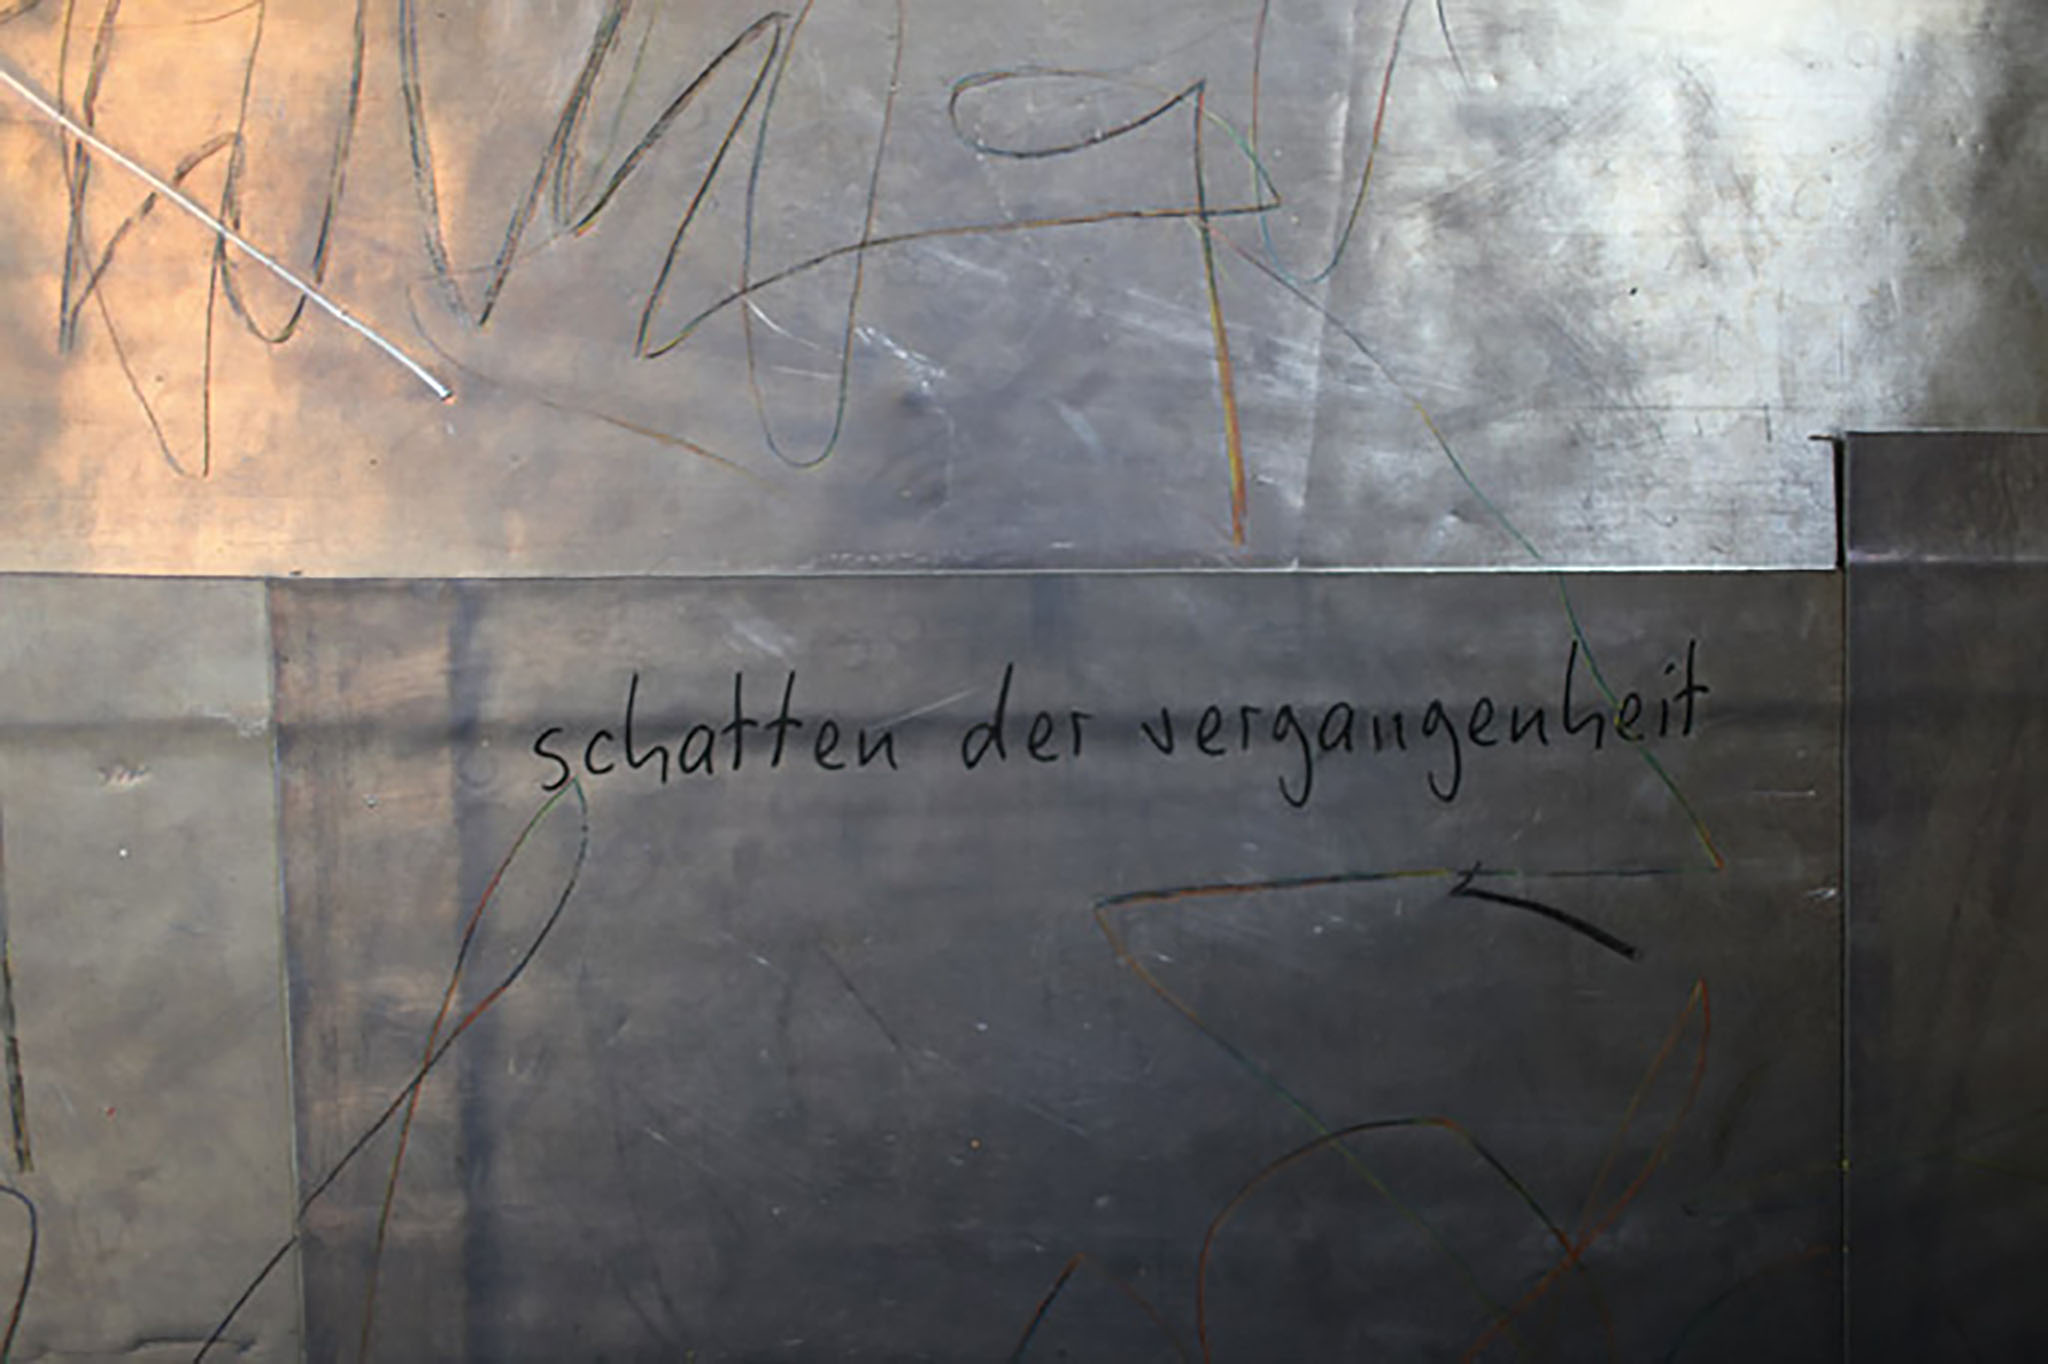 schatten der vergangenheit